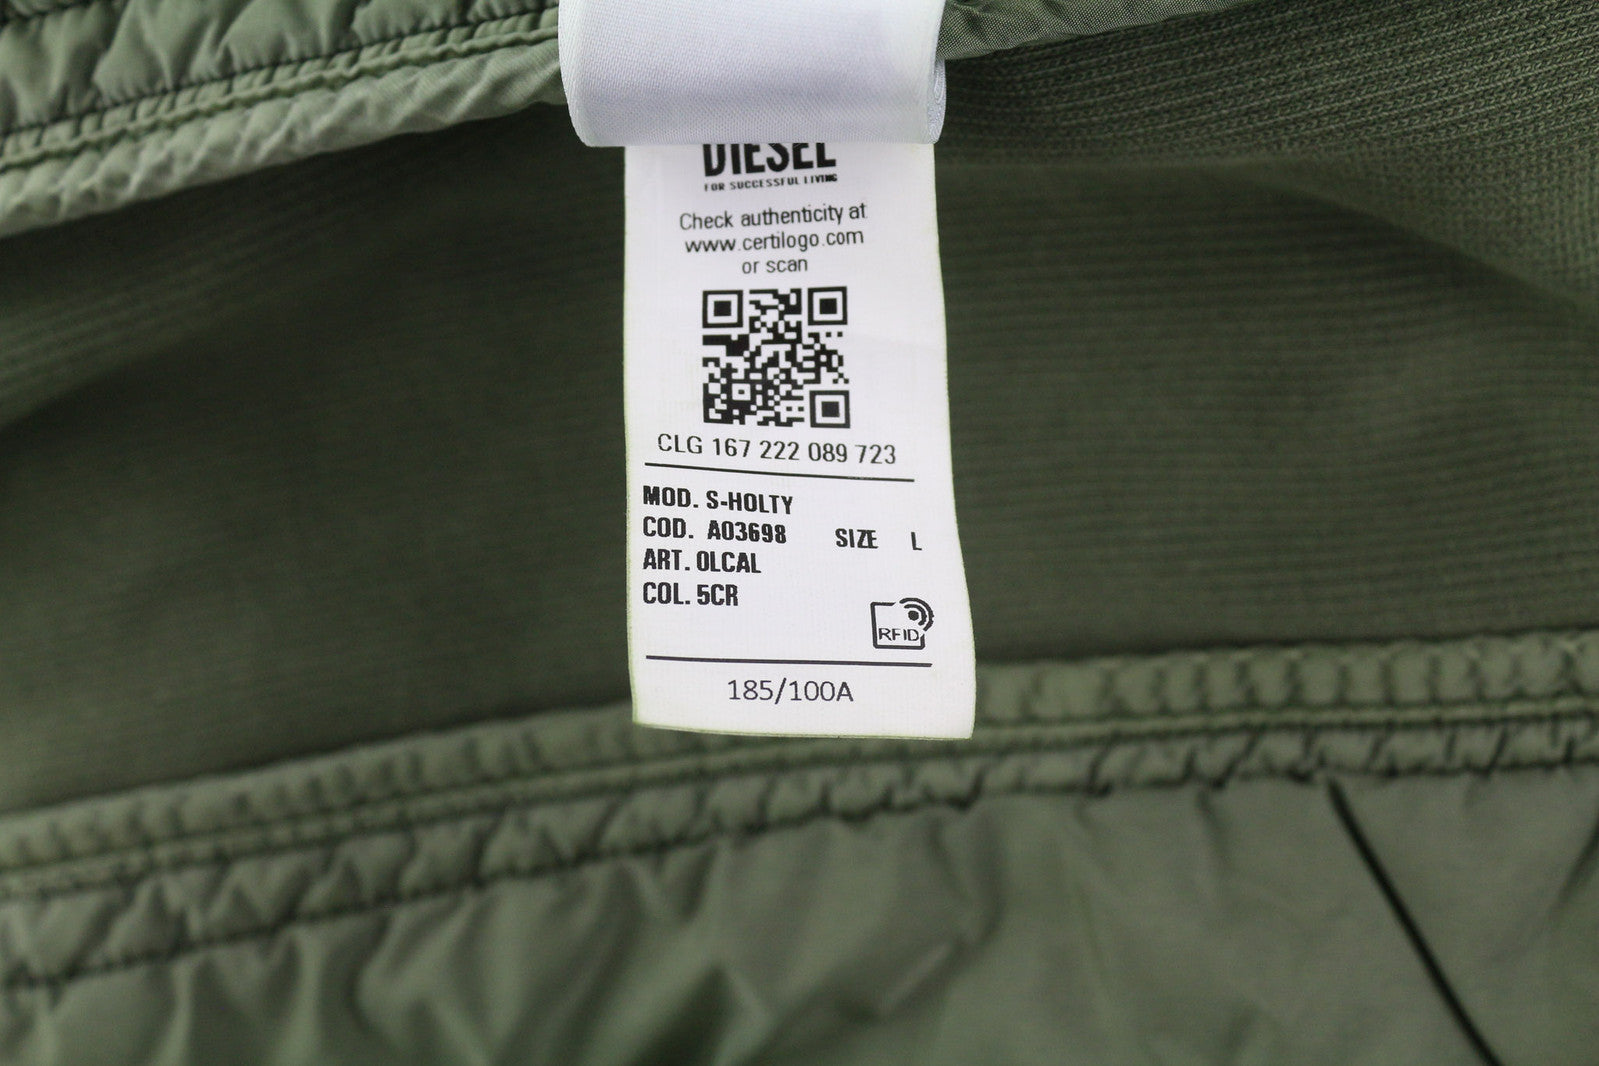 DIESEL
FOR SUCCESSFUL LIVING
Check authenticity at
www.certilogo.com
or scan
CLG 167 222 089 723
MOD. S-HOLTY
COD. A03698 SIZE L
ART. 0LCAL
COL. 5CR
RFID
185/100A